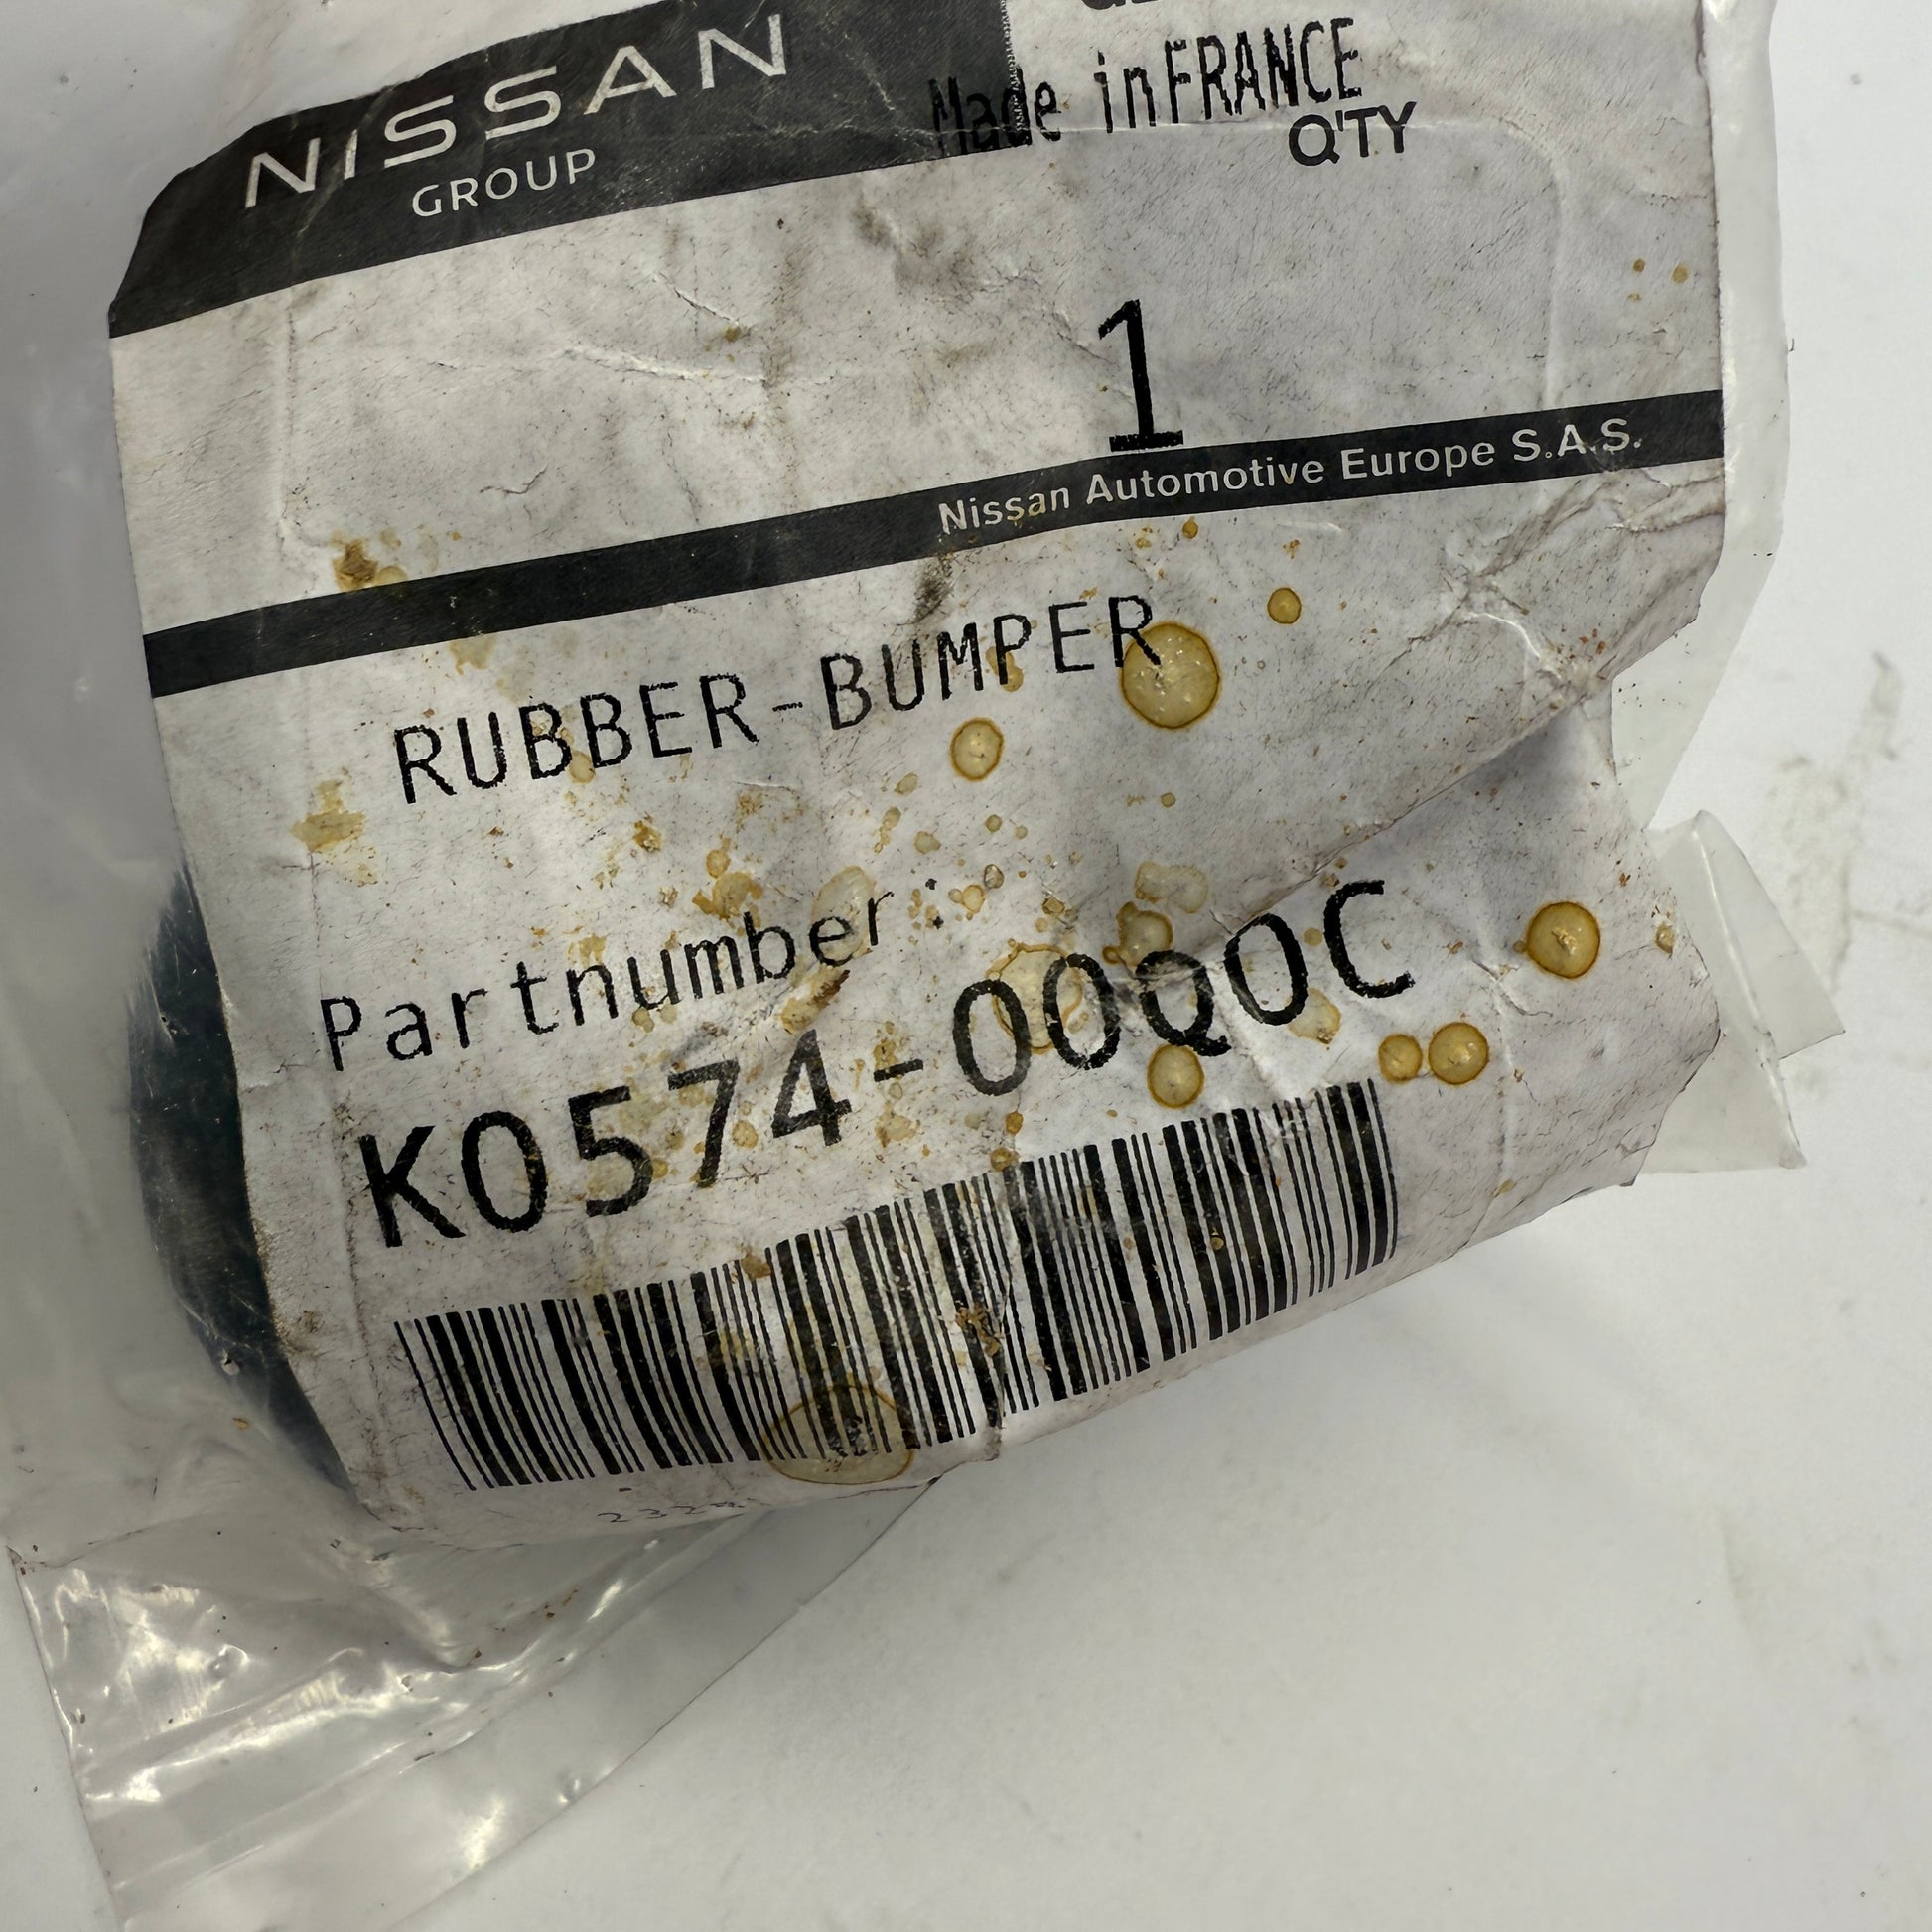 NISSAN
GROUP
Made in FRANCE
Q'TY
1
Nissan Automotive Europe S.A.S.
RUBBER-BUMPER
Partnumber :
K0574-00Q0C